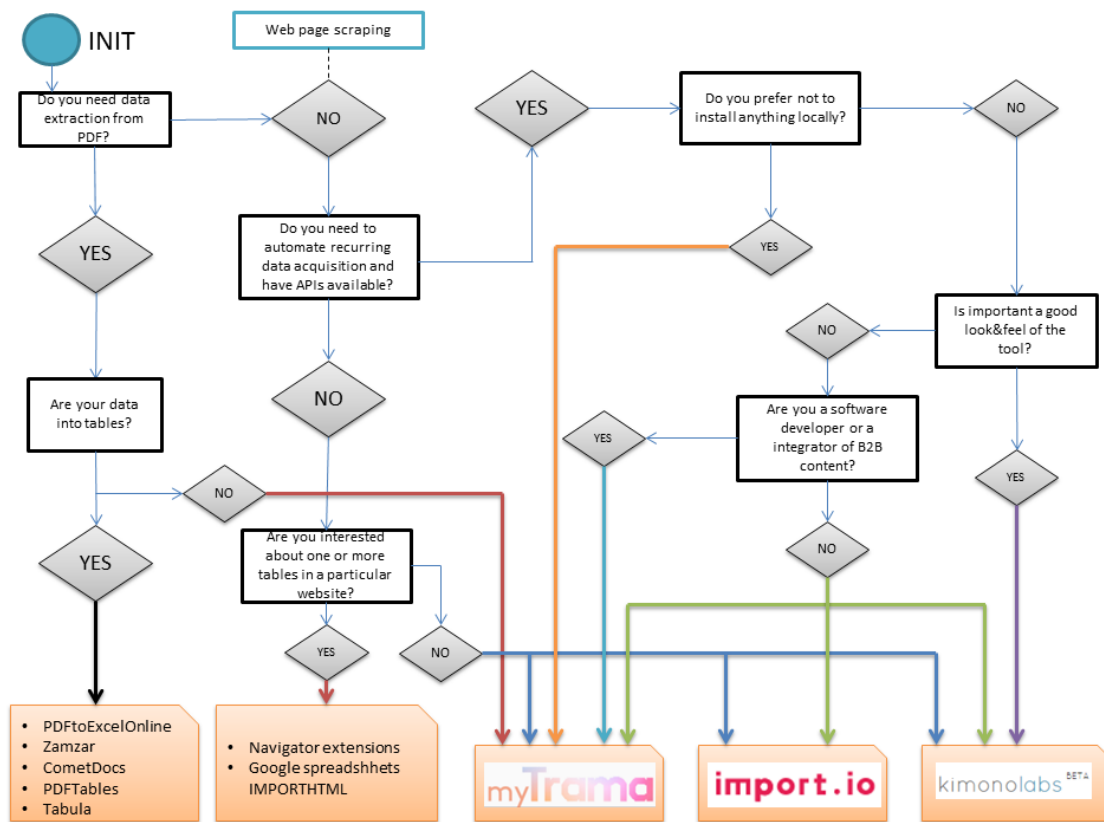 INIT
Web page scraping
Do you need data
extraction from
PDF?
NO
YES
Do you prefer not to
install anything locally?
NO
YES
Do you need to
automate recurring
data acquisition and
have APIs available?
YES
Is important a good
look&feel of the
tool?
NO
NO
Are your data
into tables?
Are you a software
developer or a
integrator of B2B
content?
YES
YES
NO
YES
Are you interested
about one or more
tables in a particular
website?
NO
YES
NO
• PDFtoExcelOnline
• Zamzar
• CometDocs
• PDFTables
• Tabula
• Navigator extensions
• Google spreadshhets
IMPORTHTML
myTrama
import.io
kimonolabs BETA